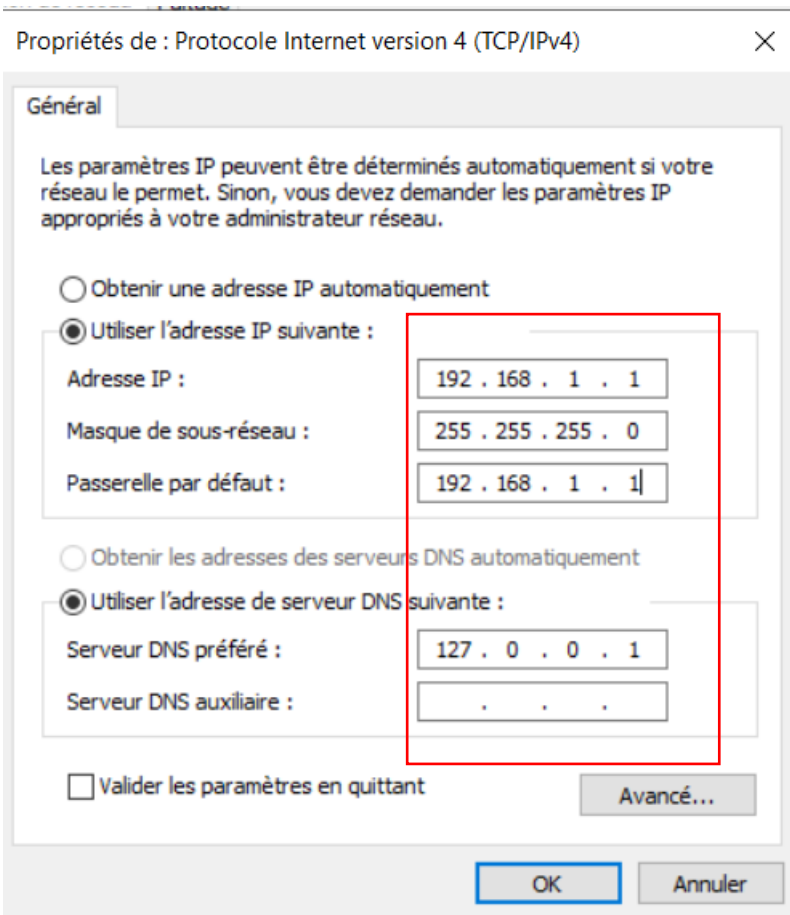 Propriétés de : Protocole Internet version 4 (TCP/IPv4)
Général
Les paramètres IP peuvent être déterminés automatiquement si votre
réseau le permet. Sinon, vous devez demander les paramètres IP
appropriés à votre administrateur réseau.
Obtenir une adresse IP automatiquement
Utiliser l'adresse IP suivante :
Adresse IP : 192 . 168 . 1 . 1
Masque de sous-réseau : 255 . 255 . 255 . 0
Passerelle par défaut : 192 . 168 . 1 . 1
Obtenir les adresses des serveurs DNS automatiquement
Utiliser l'adresse de serveur DNS suivante :
Serveur DNS préféré : 127 . 0 . 0 . 1
Serveur DNS auxiliaire : . . .
Valider les paramètres en quittant
Avancé...
OK Annuler